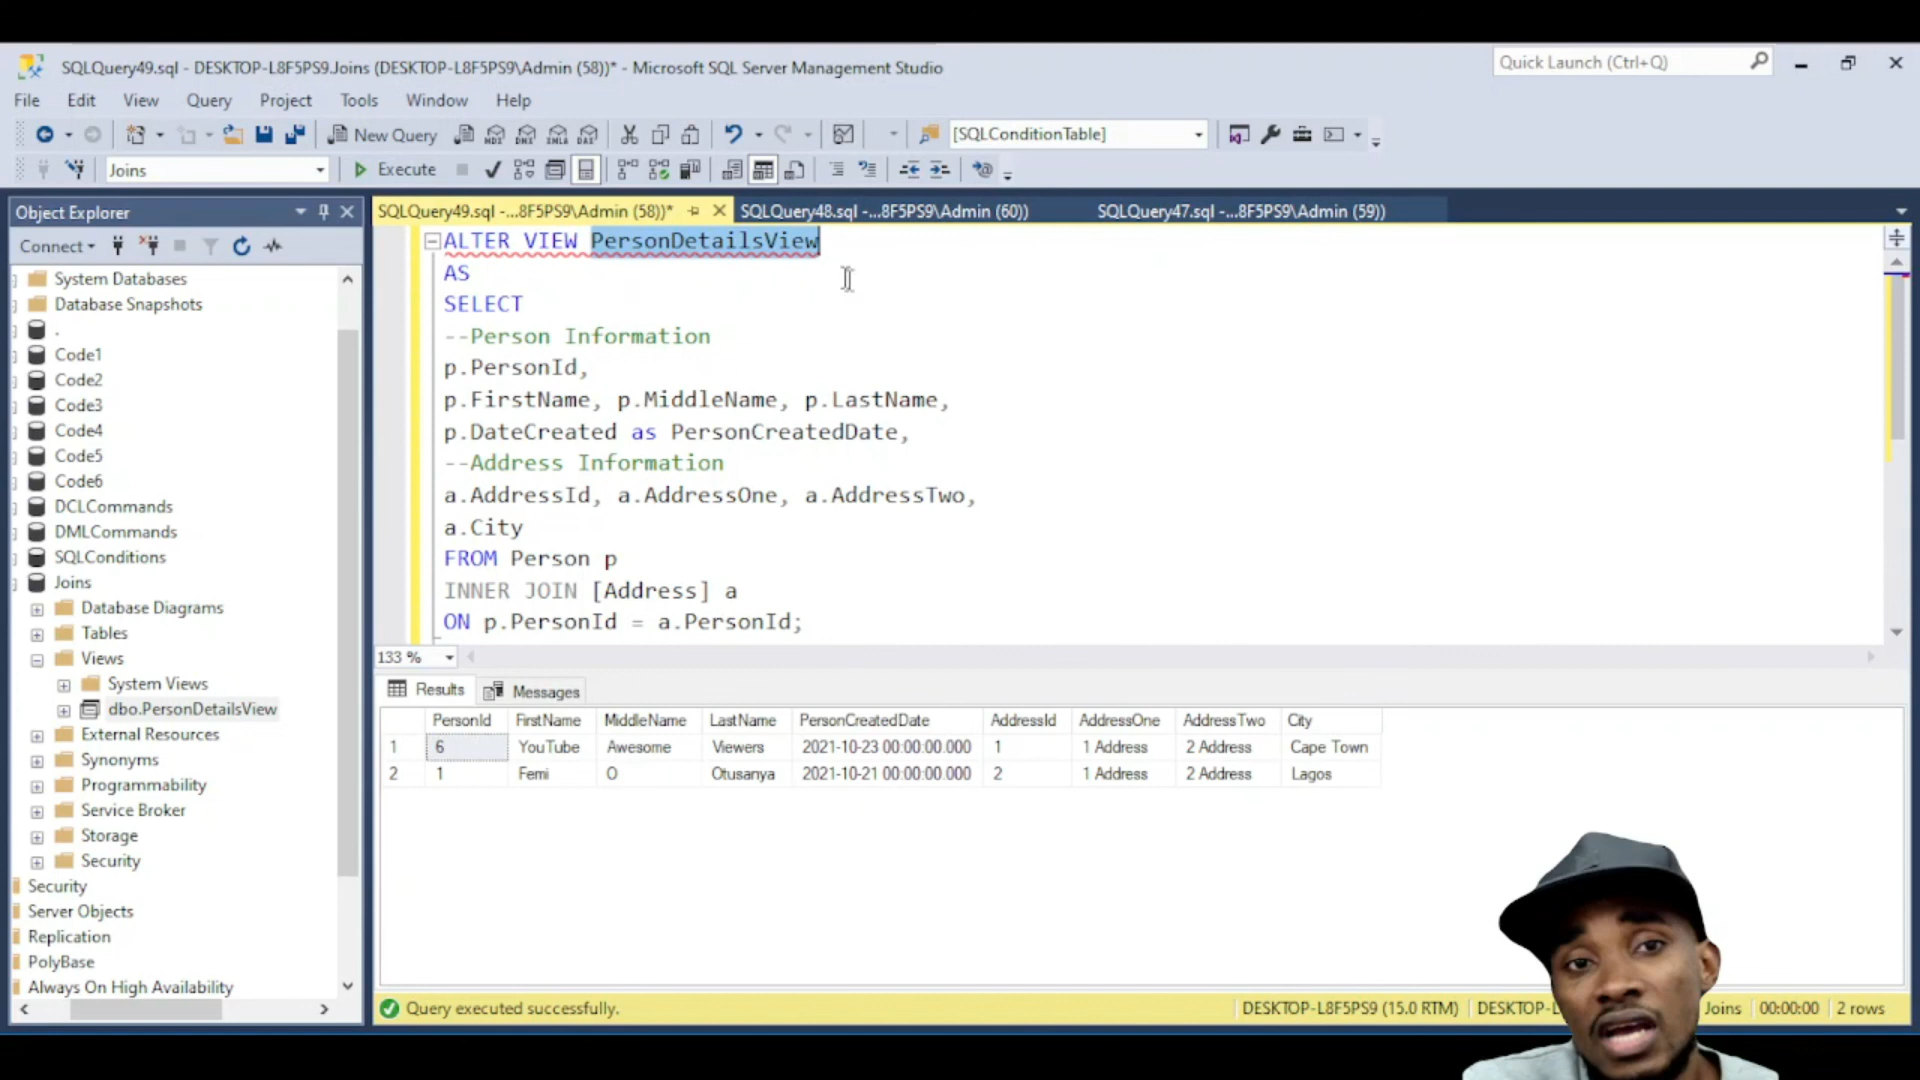 SQLQuery49.sql - DESKTOP-L8F5PS9.Joins (DESKTOP-L8F5PS9\Admin (58))* - Microsoft SQL Server Management Studio
Quick Launch (Ctrl+Q)
File Edit View Query Project Tools Window Help
New Query
MDX DMX XMLA DAX
[SQLConditionTable]
Joins
Execute
Object Explorer
SQLQuery49.sql -...8F5PS9\Admin (58))*
SQLQuery48.sql -...8F5PS9\Admin (60))
SQLQuery47.sql -...8F5PS9\Admin (59))
Connect
System Databases
Database Snapshots
.
Code1
Code2
Code3
Code4
Code5
Code6
DCLCommands
DMLCommands
SQLConditions
Joins
Database Diagrams
Tables
Views
System Views
dbo.PersonDetailsView
External Resources
Synonyms
Programmability
Service Broker
Storage
Security
Security
Server Objects
Replication
PolyBase
Always On High Availability
ALTER VIEW PersonDetailsView
AS
SELECT
--Person Information
p.PersonId,
p.FirstName, p.MiddleName, p.LastName,
p.DateCreated as PersonCreatedDate,
--Address Information
a.AddressId, a.AddressOne, a.AddressTwo,
a.City
FROM Person p
INNER JOIN [Address] a
ON p.PersonId = a.PersonId;
133 %
Results Messages
PersonId FirstName MiddleName LastName PersonCreatedDate AddressId AddressOne AddressTwo City
1 6 YouTube Awesome Viewers 2021-10-23 00:00:00.000 1 1 Address 2 Address Cape Town
2 1 Femi O Otusanya 2021-10-21 00:00:00.000 2 1 Address 2 Address Lagos
Query executed successfully.
DESKTOP-L8F5PS9 (15.0 RTM) DESKTOP-L Joins 00:00:00 2 rows